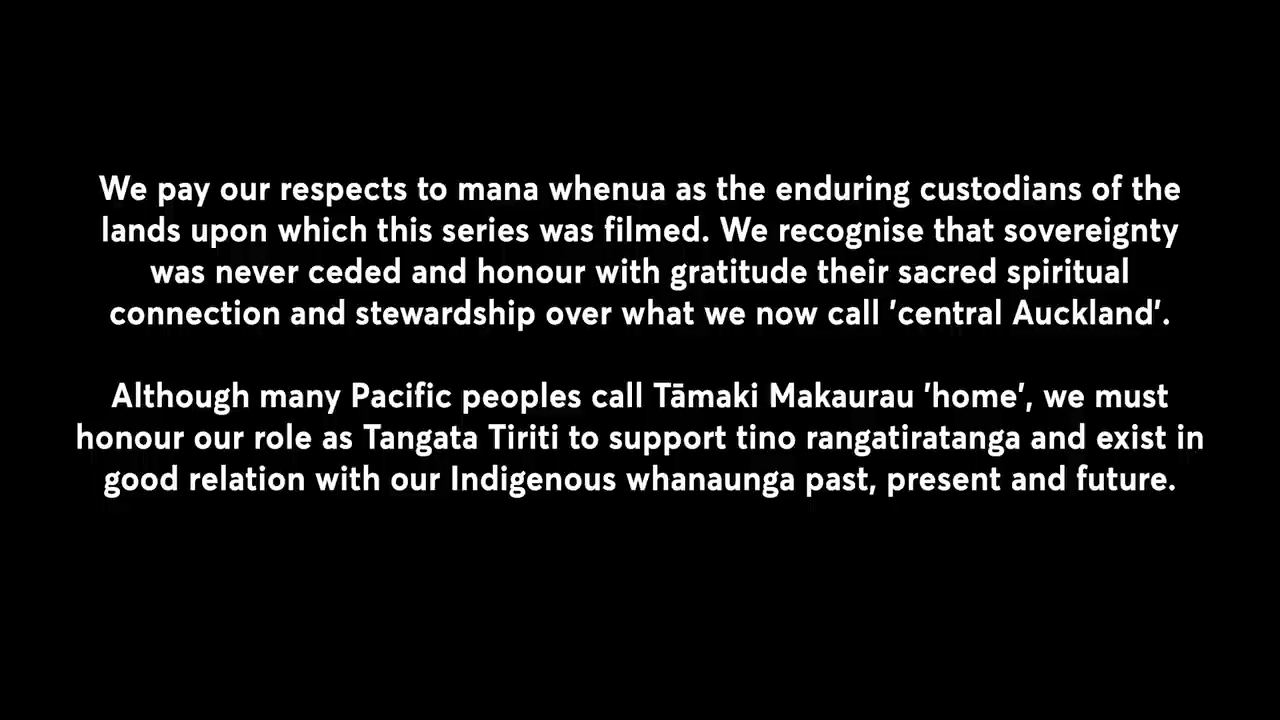 We pay our respects to mana whenua as the enduring custodians of the
lands upon which this series was filmed. We recognise that sovereignty
was never ceded and honour with gratitude their sacred spiritual
connection and stewardship over what we now call 'central Auckland'.
Although many Pacific peoples call Tāmaki Makaurau 'home', we must
honour our role as Tangata Tiriti to support tino rangatiratanga and exist in
good relation with our Indigenous whanaunga past, present and future.